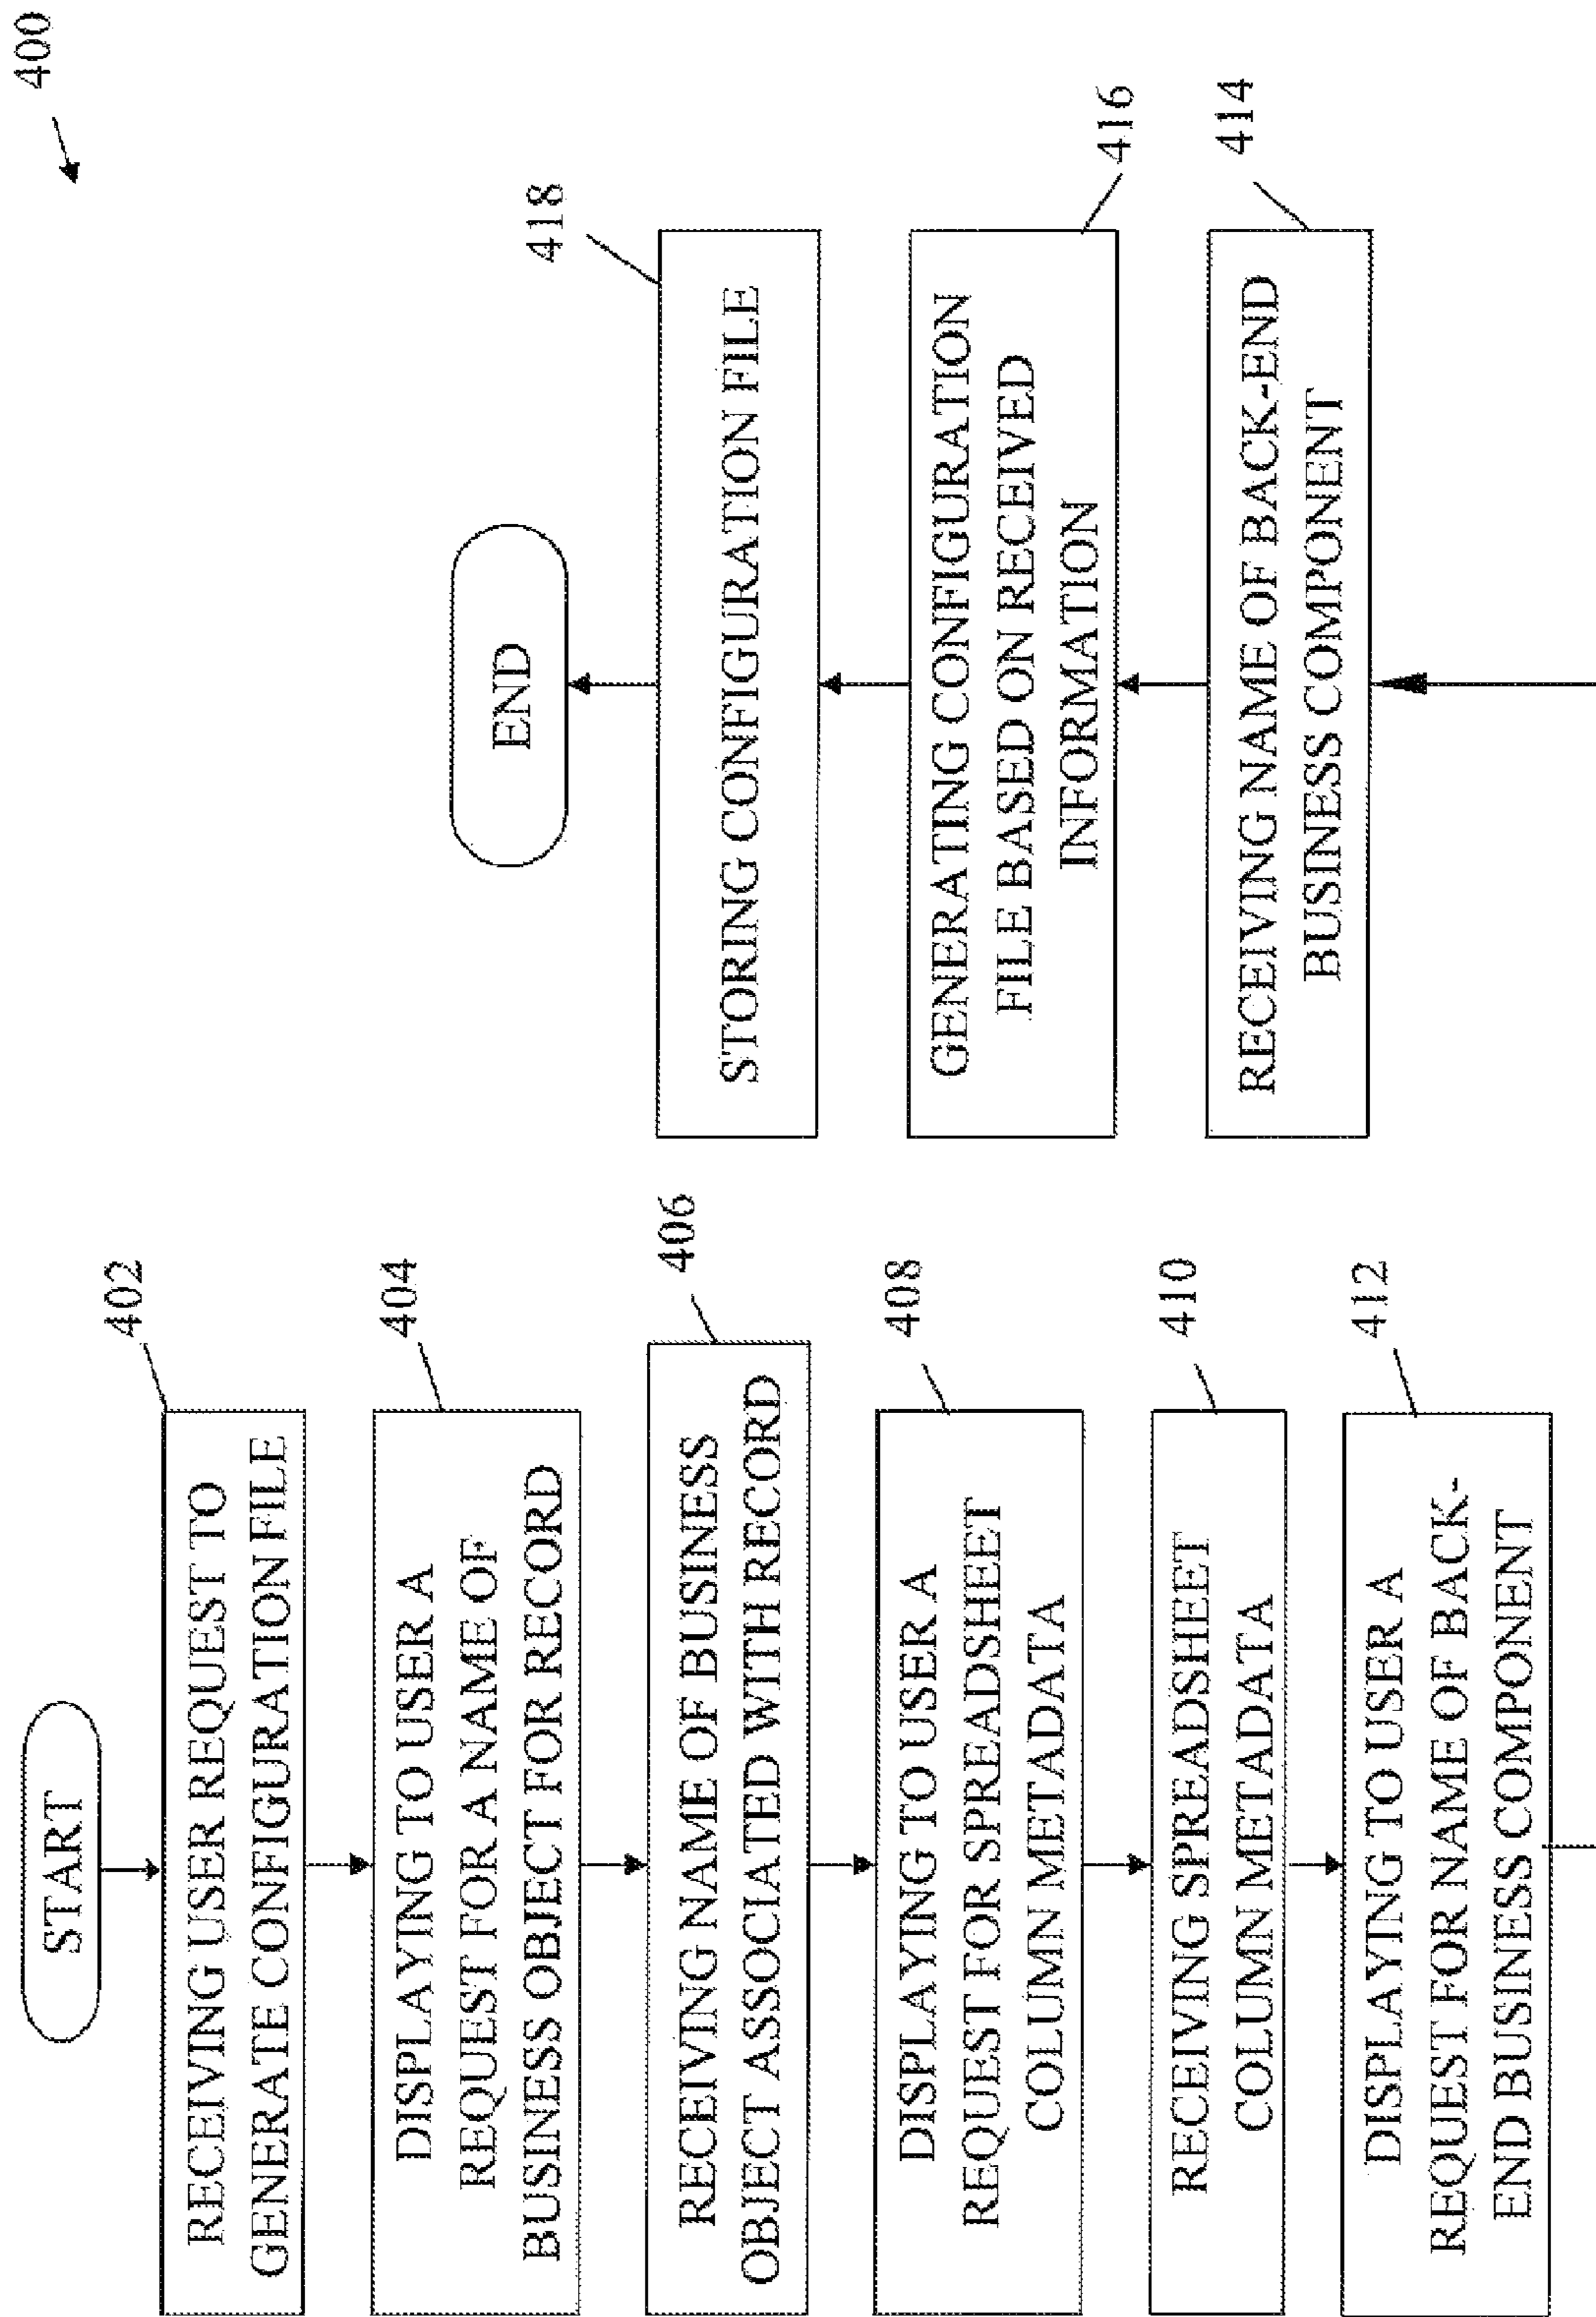 400
START
402
RECEIVING USER REQUEST TO
GENERATE CONFIGURATION FILE
404
DISPLAYING TO USER A
REQUEST FOR A NAME OF
BUSINESS OBJECT FOR RECORD
406
RECEIVING NAME OF BUSINESS
OBJECT ASSOCIATED WITH RECORD
408
DISPLAYING TO USER A
REQUEST FOR SPREADSHEET
COLUMN METADATA
410
RECEIVING SPREADSHEET
COLUMN METADATA
412
DISPLAYING TO USER A
REQUEST FOR NAME OF BACK-
END BUSINESS COMPONENT
414
RECEIVING NAME OF BACK-END
BUSINESS COMPONENT
416
GENERATING CONFIGURATION
FILE BASED ON RECEIVED
INFORMATION
418
STORING CONFIGURATION FILE
END